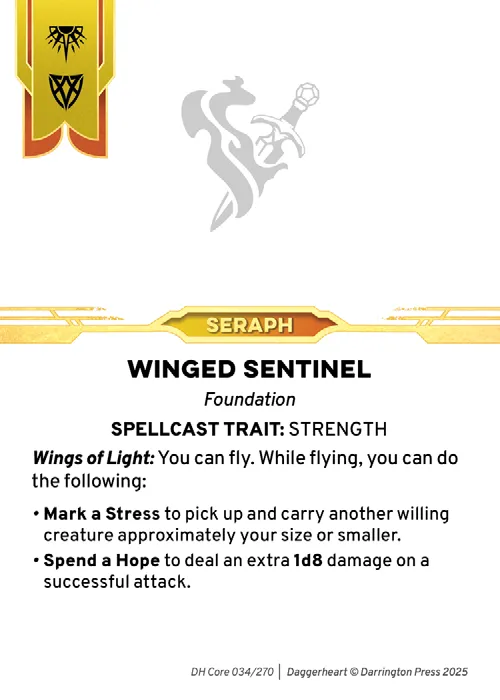 SERAPH
WINGED SENTINEL
Foundation
SPELLCAST TRAIT: STRENGTH
Wings of Light: You can fly. While flying, you can do
the following:
• Mark a Stress to pick up and carry another willing
creature approximately your size or smaller.
• Spend a Hope to deal an extra 1d8 damage on a
successful attack.
DH Core 034/270 | Daggerheart © Darrington Press 2025